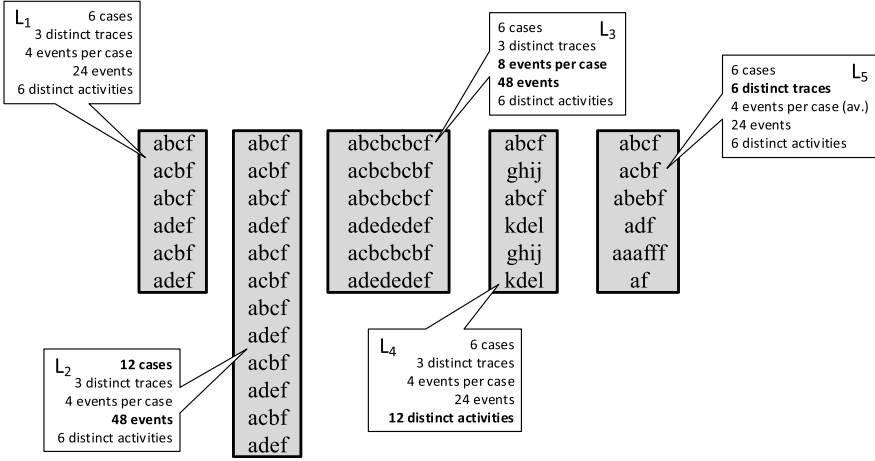 L1
6 cases
3 distinct traces
4 events per case
24 events
6 distinct activities
6 cases
L3
3 distinct traces
8 events per case
48 events
6 distinct activities
6 cases
L5
6 distinct traces
4 events per case (av.)
24 events
6 distinct activities
abcf
acbf
abcf
adef
acbf
adef
abcf
acbf
abcf
adef
abcf
acbf
abcf
adef
acbf
adef
acbf
adef
abcbcbcf
acbcbcbf
abcbcbcf
adededef
acbcbcbf
adededef
abcf
ghij
abcf
kdel
ghij
kdel
abcf
acbf
abebf
adf
aaafff
af
L2
12 cases
3 distinct traces
4 events per case
48 events
6 distinct activities
L4
6 cases
3 distinct traces
4 events per case
24 events
12 distinct activities